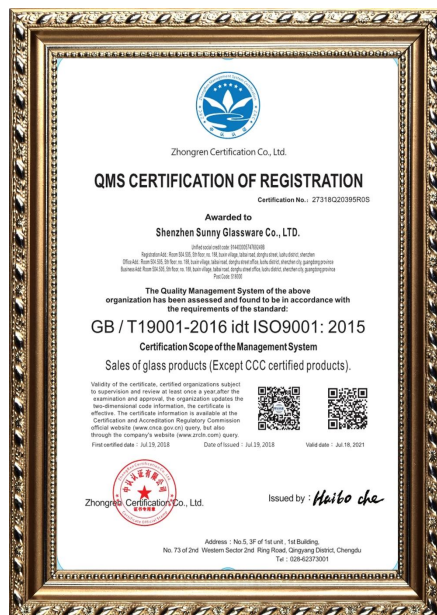 Zhongren Certification Co., Ltd.
QMS CERTIFICATION OF REGISTRATION
Certification No.: 27318Q20395R0S
Awarded to
Shenzhen Sunny Glassware Co., LTD.
The Quality Management System of the above
organization has been assessed and found to be in accordance with
the requirements of the standard:
GB / T19001-2016 idt ISO9001: 2015
Certification Scope of the Management System
Sales of glass products (Except CCC certified products).
Validity of the certificate, certified organizations subject
to supervision and review at least once a year,after the
examination and approval, the organization updates the
two-dimensional code information, the certificate is
effective. The certificate information is available at the
Certification and Accreditation Regulatory Commission
official website (www.cnca.gov.cn) query, but also
through the company's website (www.zrcln.com) query.
First certified date : Jul.19, 2018 Date of Issued : Jul.19, 2018 Valid date : Jul.18, 2021
Zhongren Certification Co., Ltd.
Issued by : Haibo che
Address : No.5, 3F of 1st unit , 1st Building,
No. 73 of 2nd Western Sector 2nd Ring Road, Qingyang District, Chengdu
Tel : 028-62373001